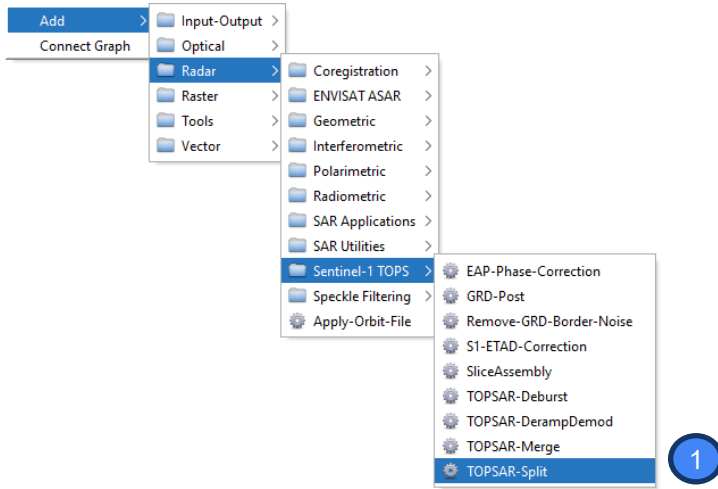 Add
Connect Graph
Input-Output
Optical
Radar
Raster
Tools
Vector
Coregistration
ENVISAT ASAR
Geometric
Interferometric
Polarimetric
Radiometric
SAR Applications
SAR Utilities
Sentinel-1 TOPS
Speckle Filtering
Apply-Orbit-File
EAP-Phase-Correction
GRD-Post
Remove-GRD-Border-Noise
S1-ETAD-Correction
SliceAssembly
TOPSAR-Deburst
TOPSAR-DerampDemod
TOPSAR-Merge
TOPSAR-Split
1